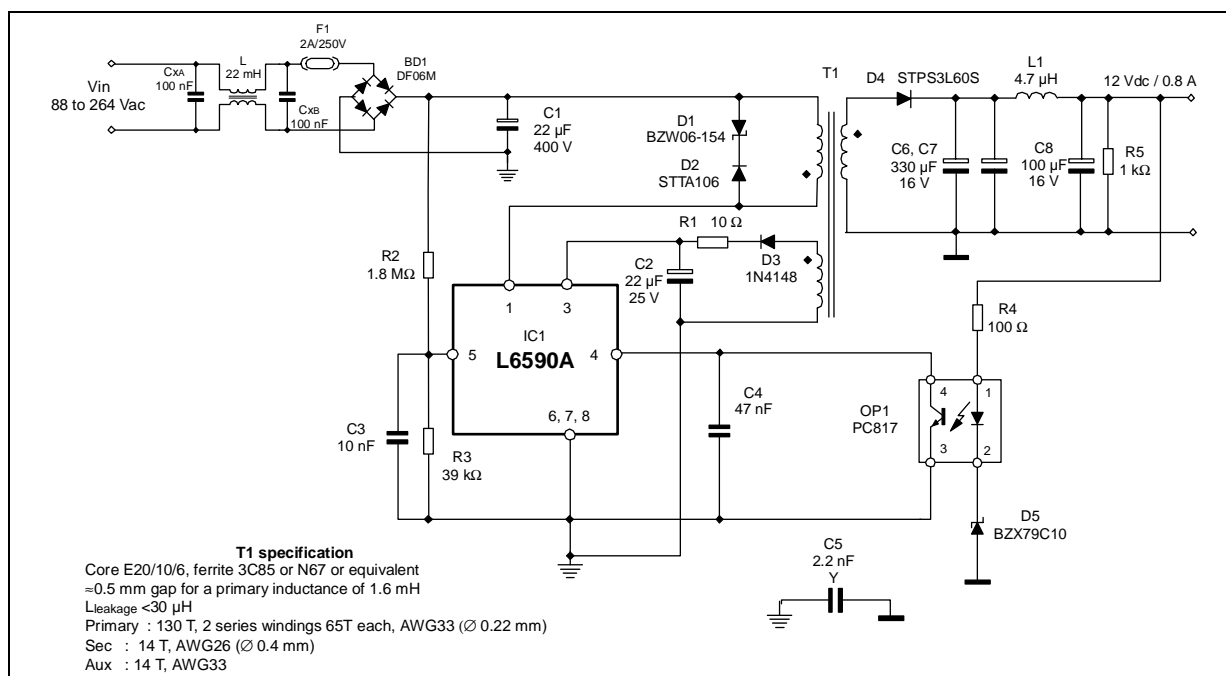 F1
2A/250V
L
22 mH
BD1
DF06M
CxA
100 nF
CxB
100 nF
Vin
88 to 264 Vac
C1
22 µF
400 V
D1
BZW06-154
D2
STTA106
T1
D4 STPS3L60S
L1
4.7 µH
12 Vdc / 0.8 A
C6, C7
330 µF
16 V
C8
100 µF
16 V
R5
1 kΩ
R1 10 Ω
D3
1N4148
C2
22 µF
25 V
R2
1.8 MΩ
1
3
IC1
L6590A
5
4
6, 7, 8
R4
100 Ω
C3
10 nF
R3
39 kΩ
C4
47 nF
OP1
PC817
4
1
3
2
D5
BZX79C10
C5
2.2 nF
Y
T1 specification
Core E20/10/6, ferrite 3C85 or N67 or equivalent
≈0.5 mm gap for a primary inductance of 1.6 mH
Lleakage <30 µH
Primary : 130 T, 2 series windings 65T each, AWG33 (∅ 0.22 mm)
Sec : 14 T, AWG26 (∅ 0.4 mm)
Aux : 14 T, AWG33